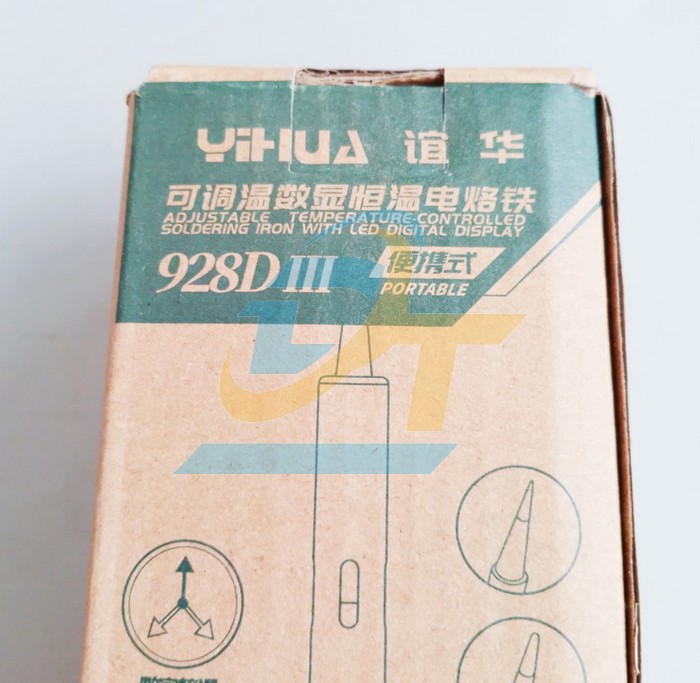 YiHUA 谊华
可调温数显恒温电烙铁
ADJUSTABLE TEMPERATURE-CONTROLLED
SOLDERING IRON WITH LED DIGITAL DISPLAY
928D III 便携式
PORTABLE